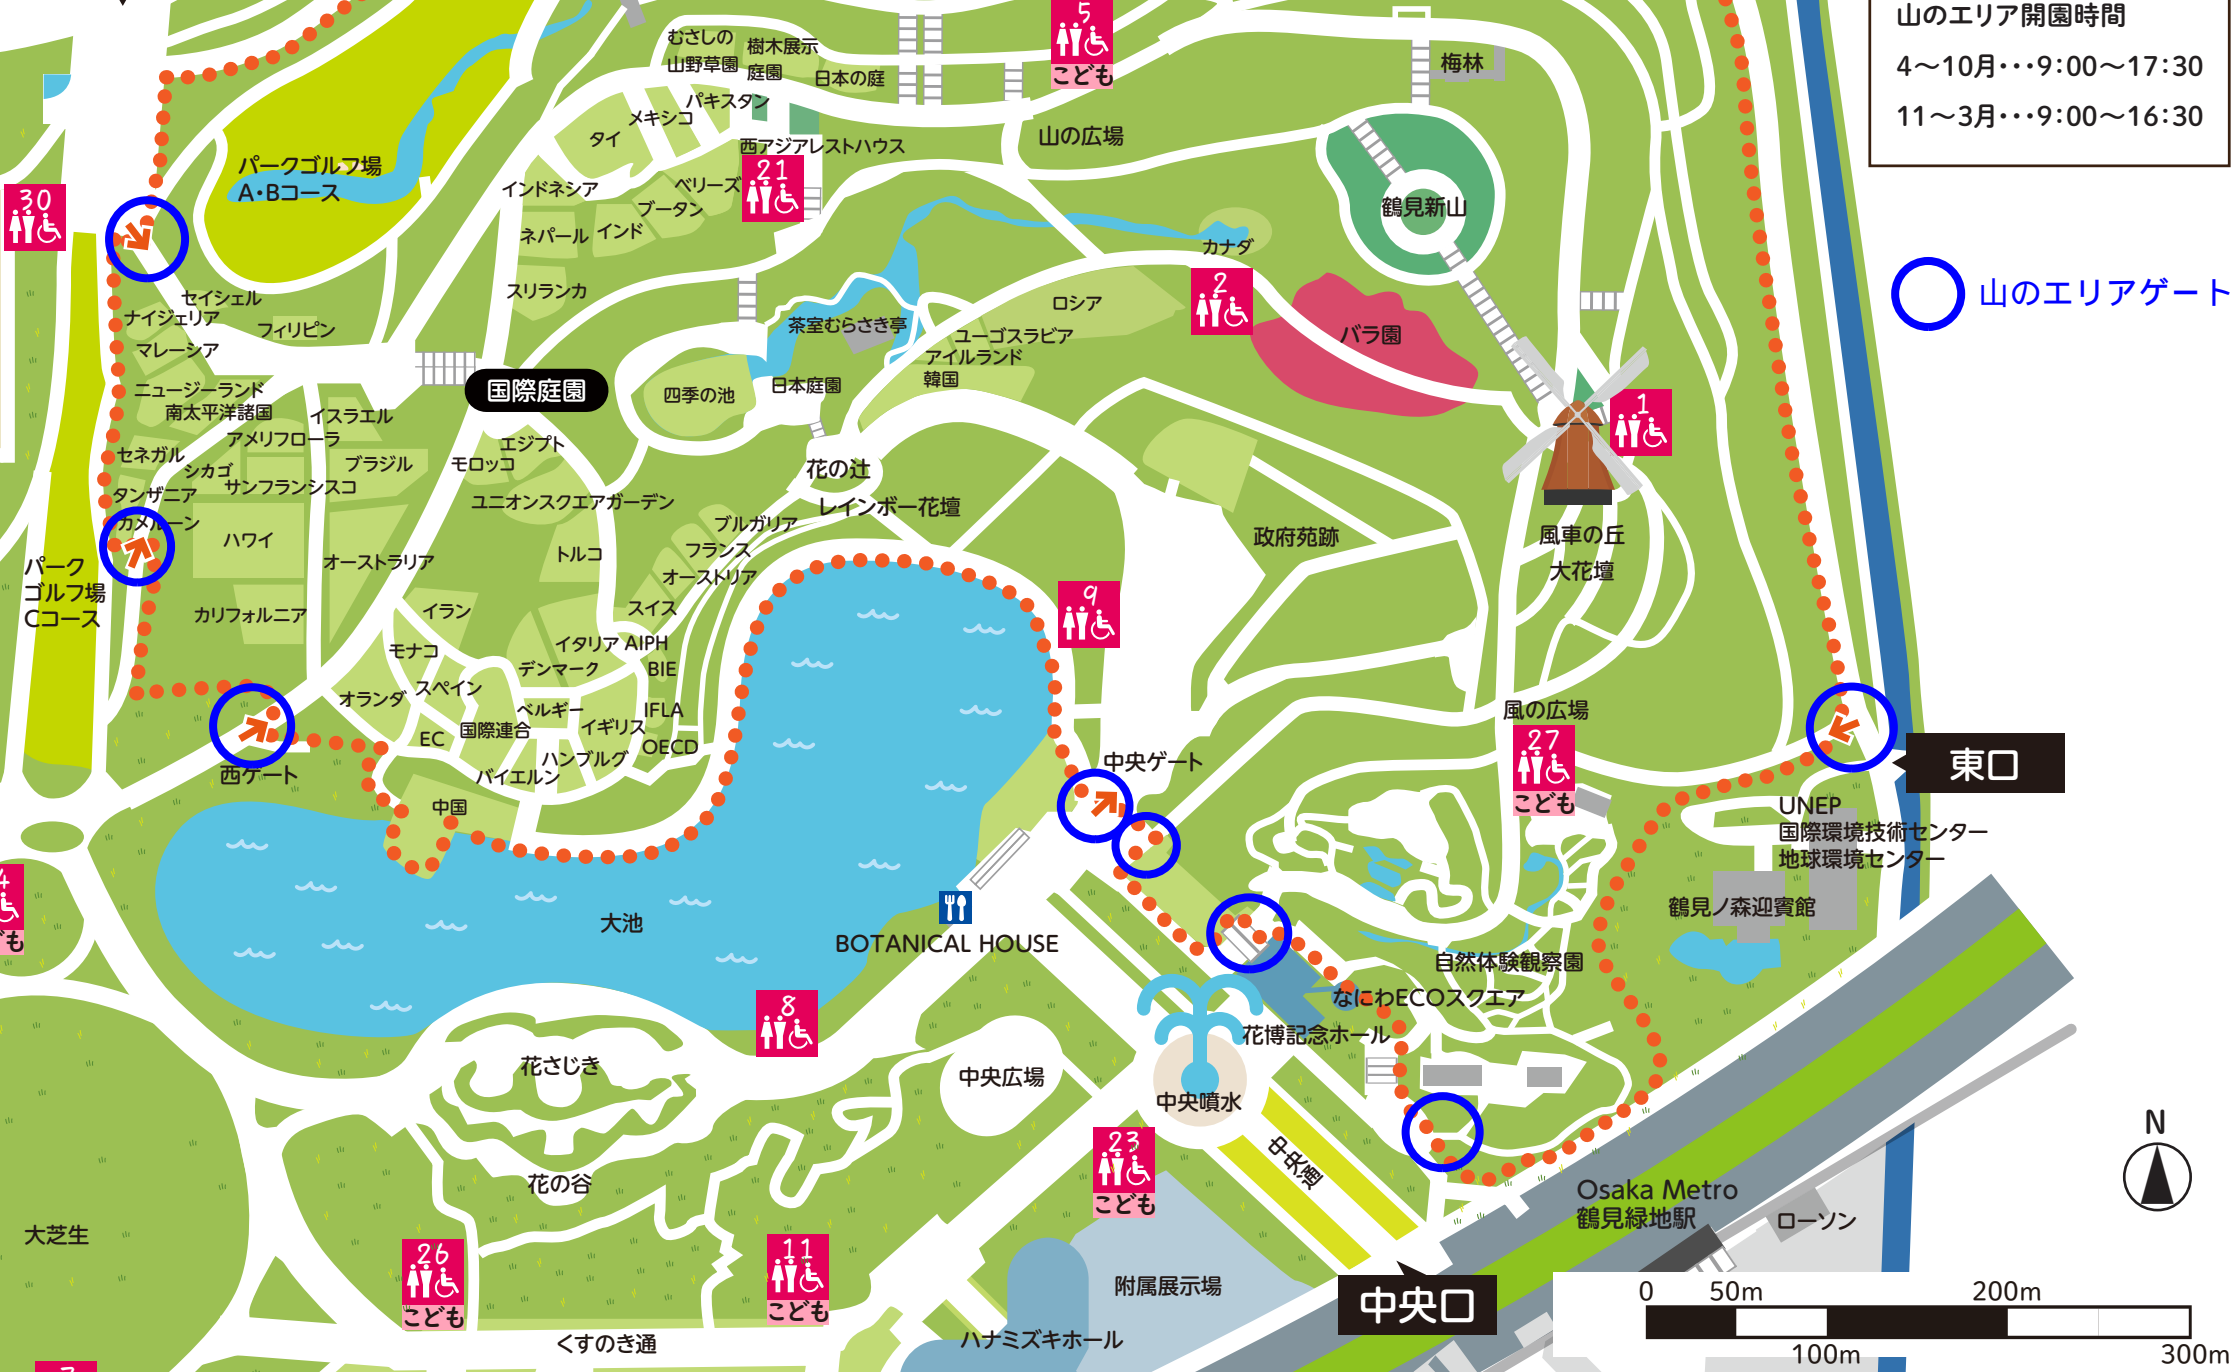 5
こども
山のエリア開園時間
4～10月･･･9:00～17:30
11～3月･･･9:00～16:30
むさしの
山野草園
樹木展示
庭園
日本の庭
梅林
パキスタン
メキシコ
タイ
西アジアレストハウス
山の広場
パークゴルフ場
A・Bコース
21
30
インドネシア
ベリーズ
ブータン
鶴見新山
ネパール
インド
カナダ
2
スリランカ
山のエリアゲート
セイシェル
ナイジェリア
フィリピン
マレーシア
ロシア
茶室むらさき亭
ユーゴスラビア
アイルランド
韓国
バラ園
国際庭園
四季の池
日本庭園
ニュージーランド
南太平洋諸国
イスラエル
アメリフローラ
1
セネガル
シカゴ
ブラジル
エジプト
モロッコ
花の辻
タンザニア
サンフランシスコ
ユニオンスクエアガーデン
レインボー花壇
カメルーン
ハワイ
ブルガリア
フランス
オーストリア
政府苑跡
風車の丘
大花壇
パーク
ゴルフ場
Cコース
オーストラリア
トルコ
カリフォルニア
イラン
スイス
9
モナコ
イタリア
AIPH
デンマーク
BIE
オランダ
スペイン
ベルギー
IFLA
国際連合
イギリス
EC
OECD
ハンブルグ
バイエルン
風の広場
27
こども
西ゲート
中央ゲート
東口
中国
UNEP
国際環境技術センター
地球環境センター
4
ども
大池
BOTANICAL HOUSE
鶴見ノ森迎賓館
自然体験観察園
なにわECOスクエア
8
花博記念ホール
花さじき
中央広場
中央噴水
23
こども
中央通
N
花の谷
Osaka Metro
鶴見緑地駅
ローソン
大芝生
26
こども
11
こども
附属展示場
中央口
くすのき通
ハナミズキホール
0
50m
200m
100m
300m